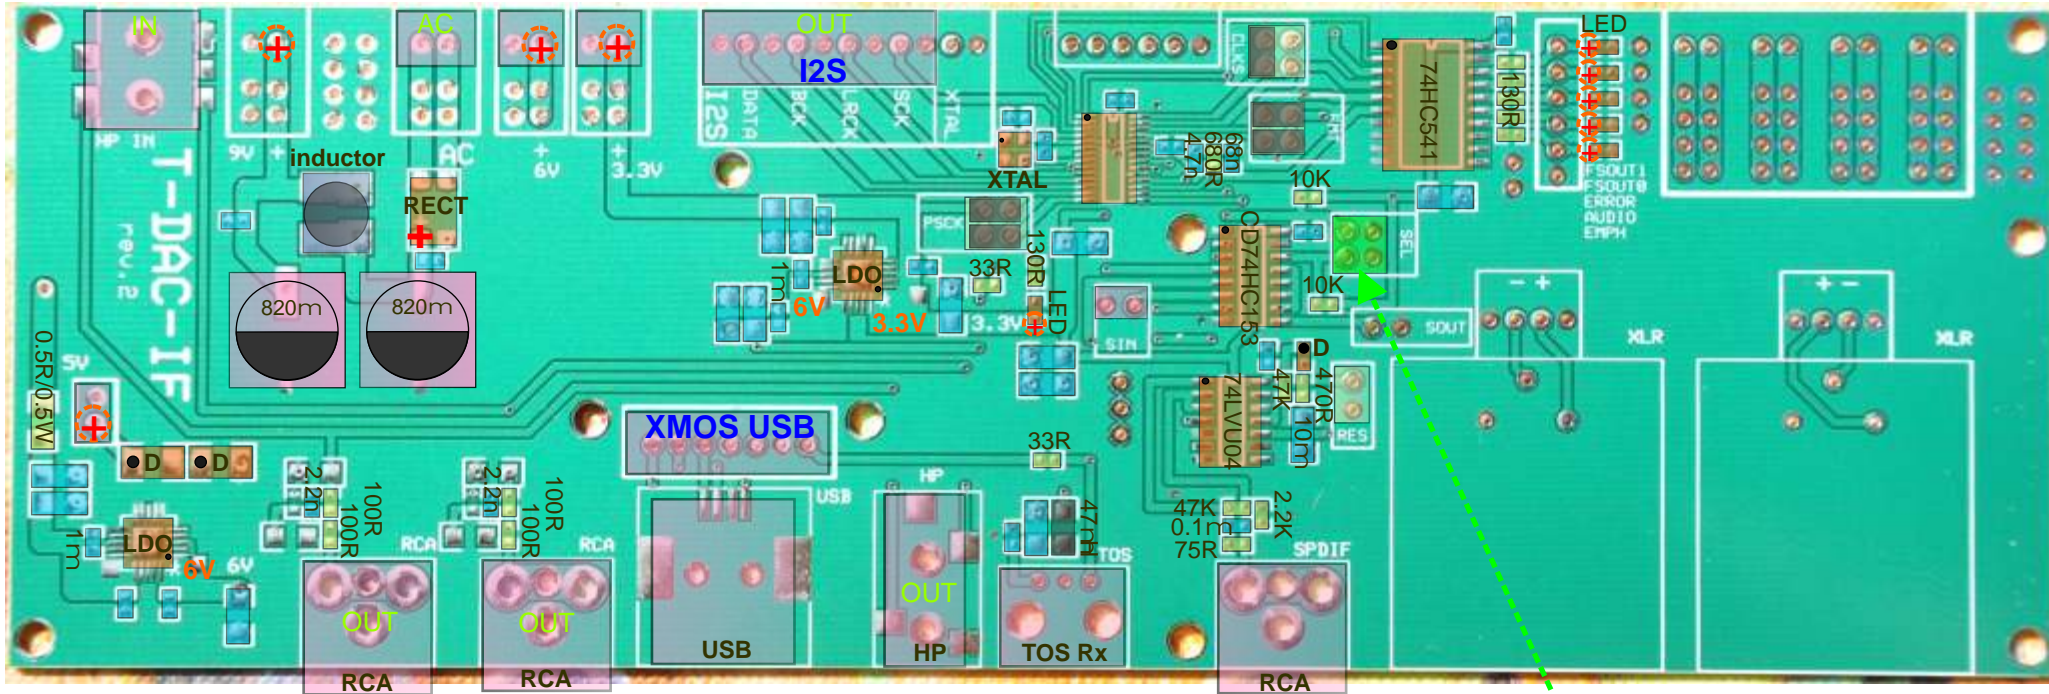 IN
AC
OUT
I2S
LED
HP IN
9V +
AC
+
6V
+
3.3V
I2S
DATA
BCK
LRCK
SCK
XTAL
CLKS
74HC541
130R
XTAL
4.7n
680R
68n
10K
FSOUT1
FSOUT0
ERROR
AUDIO
EMPH
T-DAC-IF
rev.2
inductor
RECT
+
PSCK
CD74HC153
SEL
1m
LDO
6V
3.3V
33R
130R
LED
3.3V
SIN
10K
SOUT
- +
XLR
+ -
XLR
820m
820m
0.5R/0.5W
5V
D
D
XMOS USB
USB
33R
74LVU04
D
47K
470R
10m
RES
2.2n
100R
100R
2.2n
100R
100R
HP
47mH
TOS
47K
0.1m
75R
2.2K
SPDIF
1m
LDO
6V
6V
RCA
RCA
OUT
RCA
OUT
RCA
USB
OUT
HP
TOS Rx
RCA